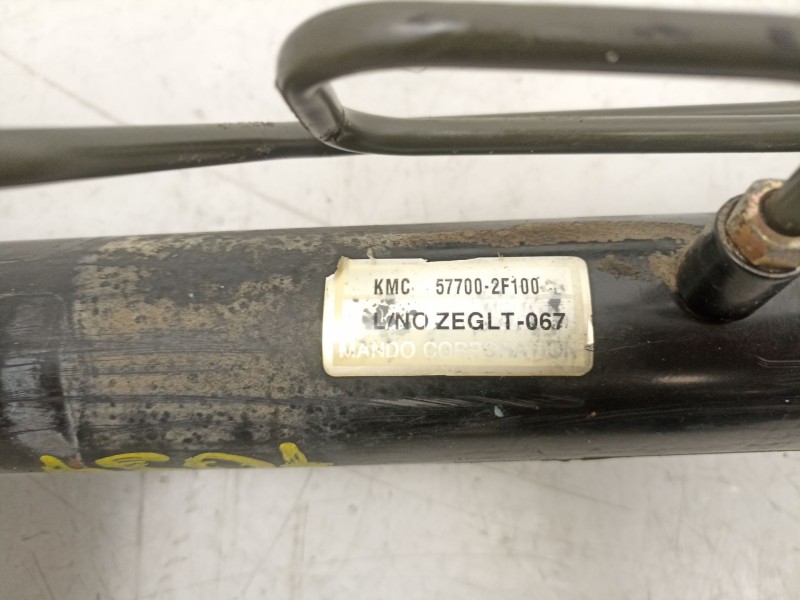 KMC 57700-2F100
L/NO ZEGLT-067
MANDO CORPORATION